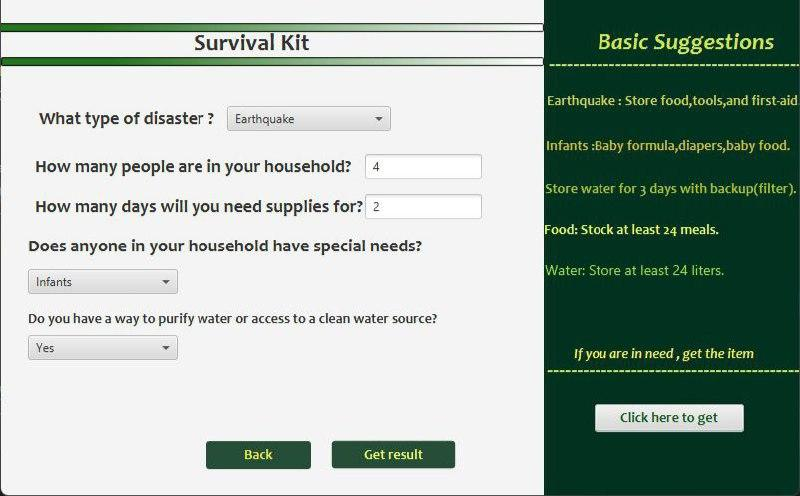 Survival Kit
What type of disaster ? Earthquake
How many people are in your household? 4
How many days will you need supplies for? 2
Does anyone in your household have special needs?
Infants
Do you have a way to purify water or access to a clean water source?
Yes
Back Get result
Basic Suggestions
Earthquake : Store food,tools,and first-aid
Infants :Baby formula,diapers,baby food.
Store water for 3 days with backup(filter).
Food: Stock at least 24 meals.
Water: Store at least 24 liters.
If you are in need , get the item
Click here to get